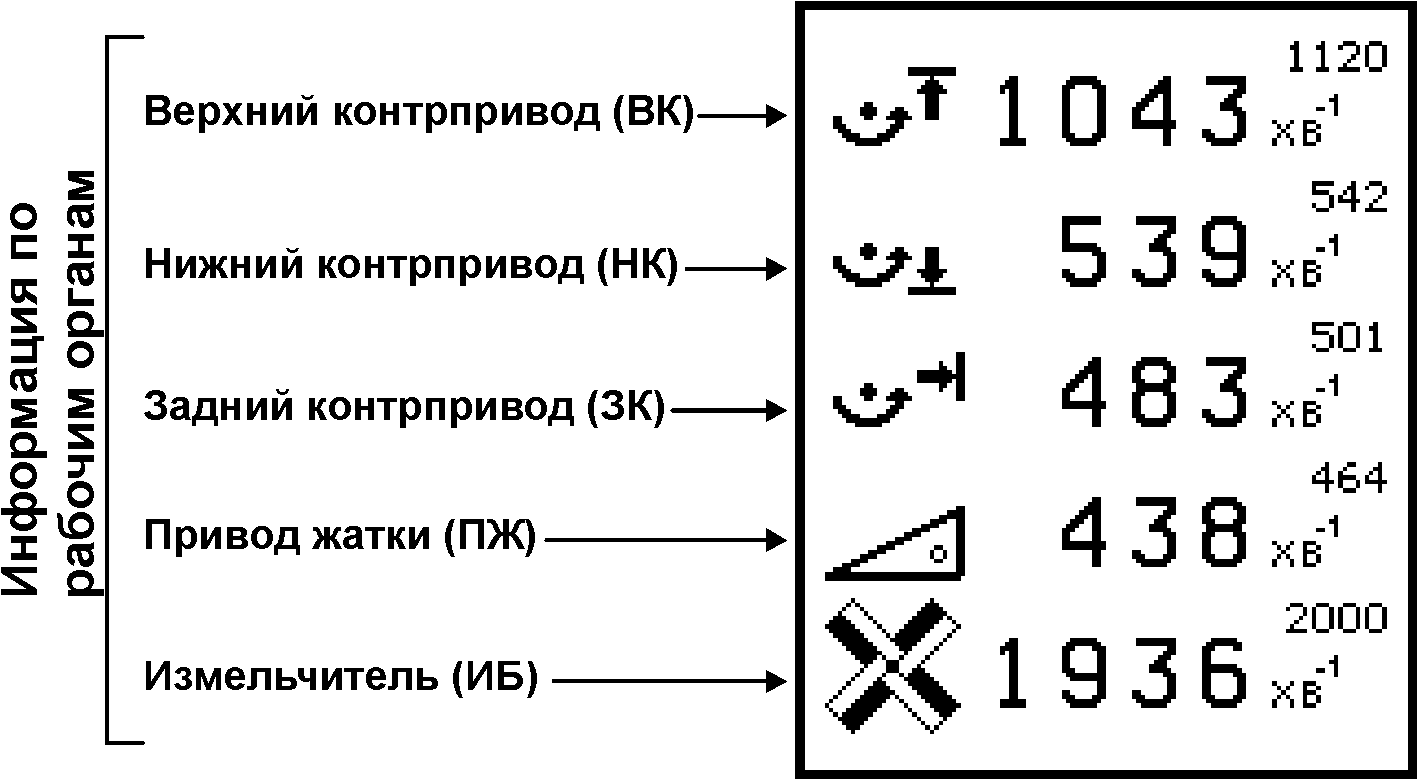 Информация по
рабочим органам
Верхний контрпривод (ВК)
1120
1043 ХВ-1
Нижний контрпривод (НК)
542
539 ХВ-1
Задний контрпривод (ЗК)
501
483 ХВ-1
Привод жатки (ПЖ)
464
438 ХВ-1
Измельчитель (ИБ)
2000
1936 ХВ-1